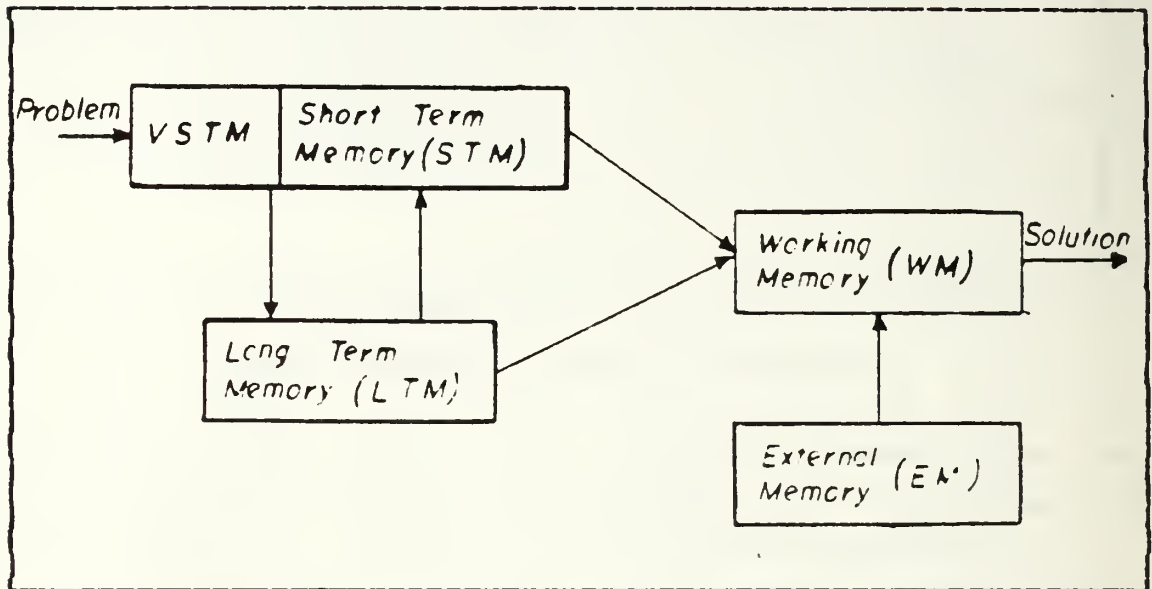 Problem
VSTM
Short Term
Memory (STM)
Working
Memory (WM)
Solution
Long Term
Memory (LTM)
External
Memory